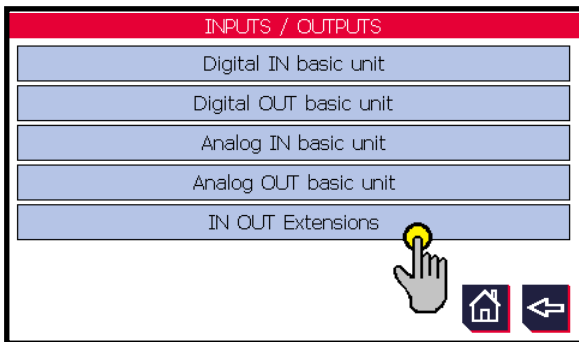 INPUTS / OUTPUTS
Digital IN basic unit
Digital OUT basic unit
Analog IN basic unit
Analog OUT basic unit
IN OUT Extensions